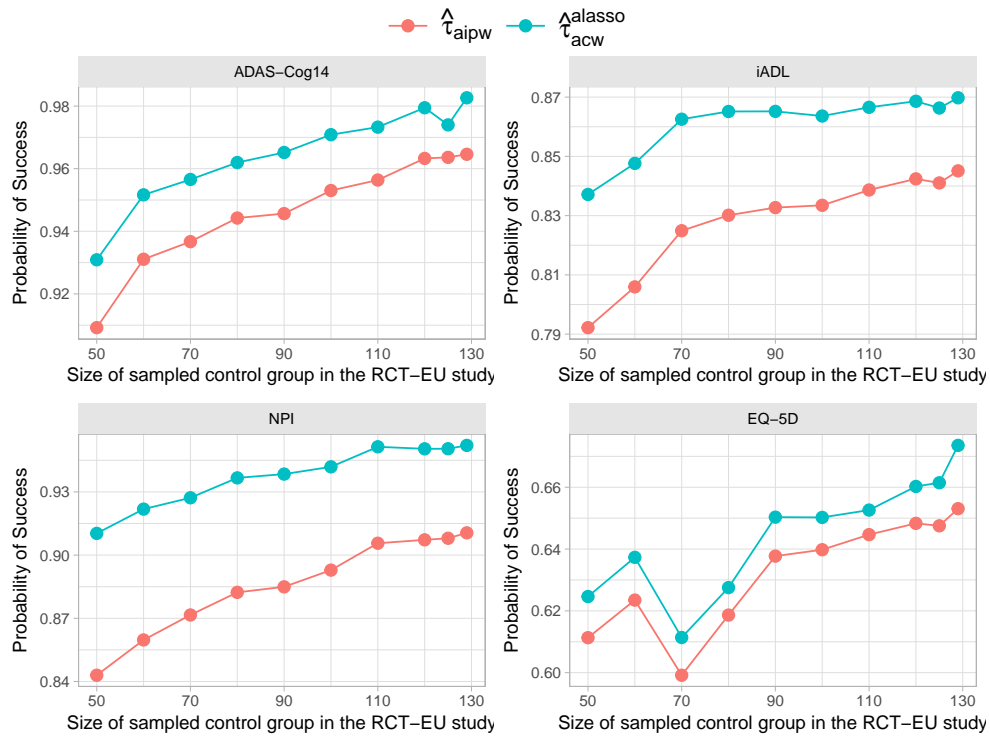 τ̂aipw τ̂acw^alasso
ADAS−Cog14
iADL
Probability of Success
0.98
0.96
0.94
0.92
50 70 90 110 130
Size of sampled control group in the RCT−EU study
Probability of Success
0.87
0.85
0.83
0.81
0.79
50 70 90 110 130
Size of sampled control group in the RCT−EU study
NPI
EQ−5D
Probability of Success
0.93
0.90
0.87
0.84
50 70 90 110 130
Size of sampled control group in the RCT−EU study
Probability of Success
0.66
0.64
0.62
0.60
50 70 90 110 130
Size of sampled control group in the RCT−EU study